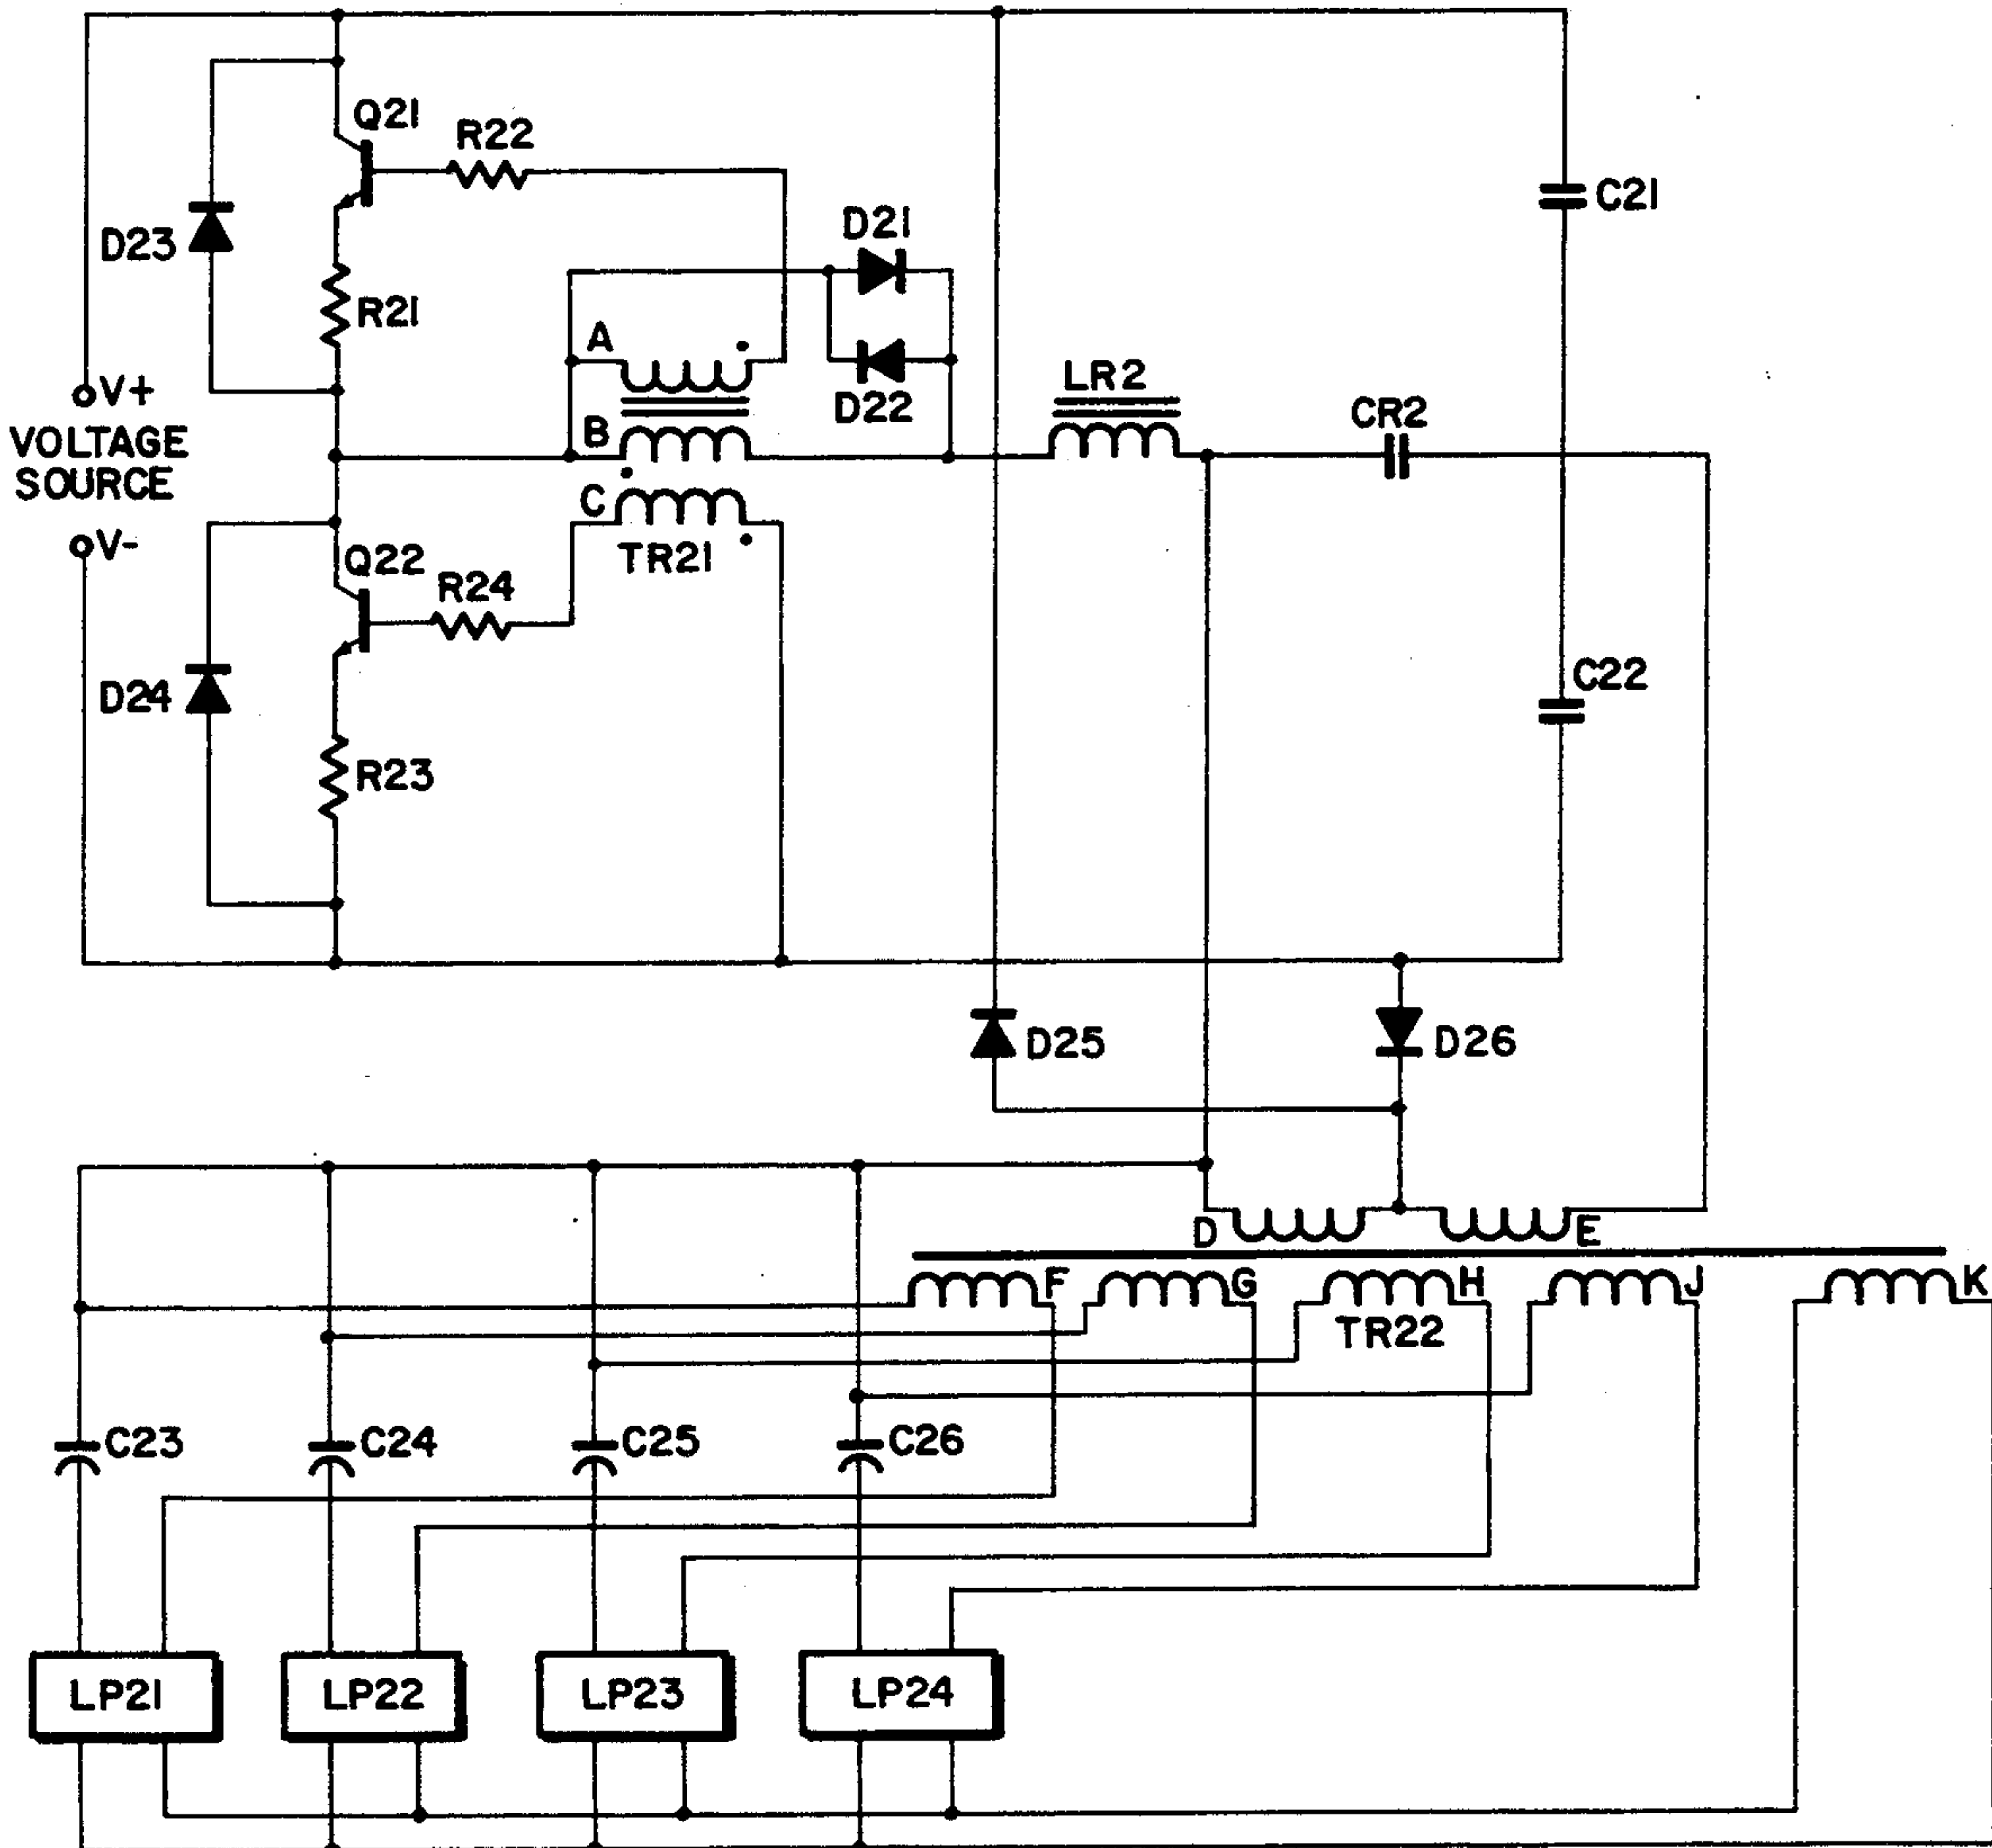 Q21
R22
D23
R21
D21
C21
A
V+
VOLTAGE
SOURCE
V-
B
D22
LR2
CR2
C
TR21
Q22
R24
D24
C22
R23
D25
D26
D
E
F
G
H
J
K
TR22
C23
C24
C25
C26
LP21
LP22
LP23
LP24